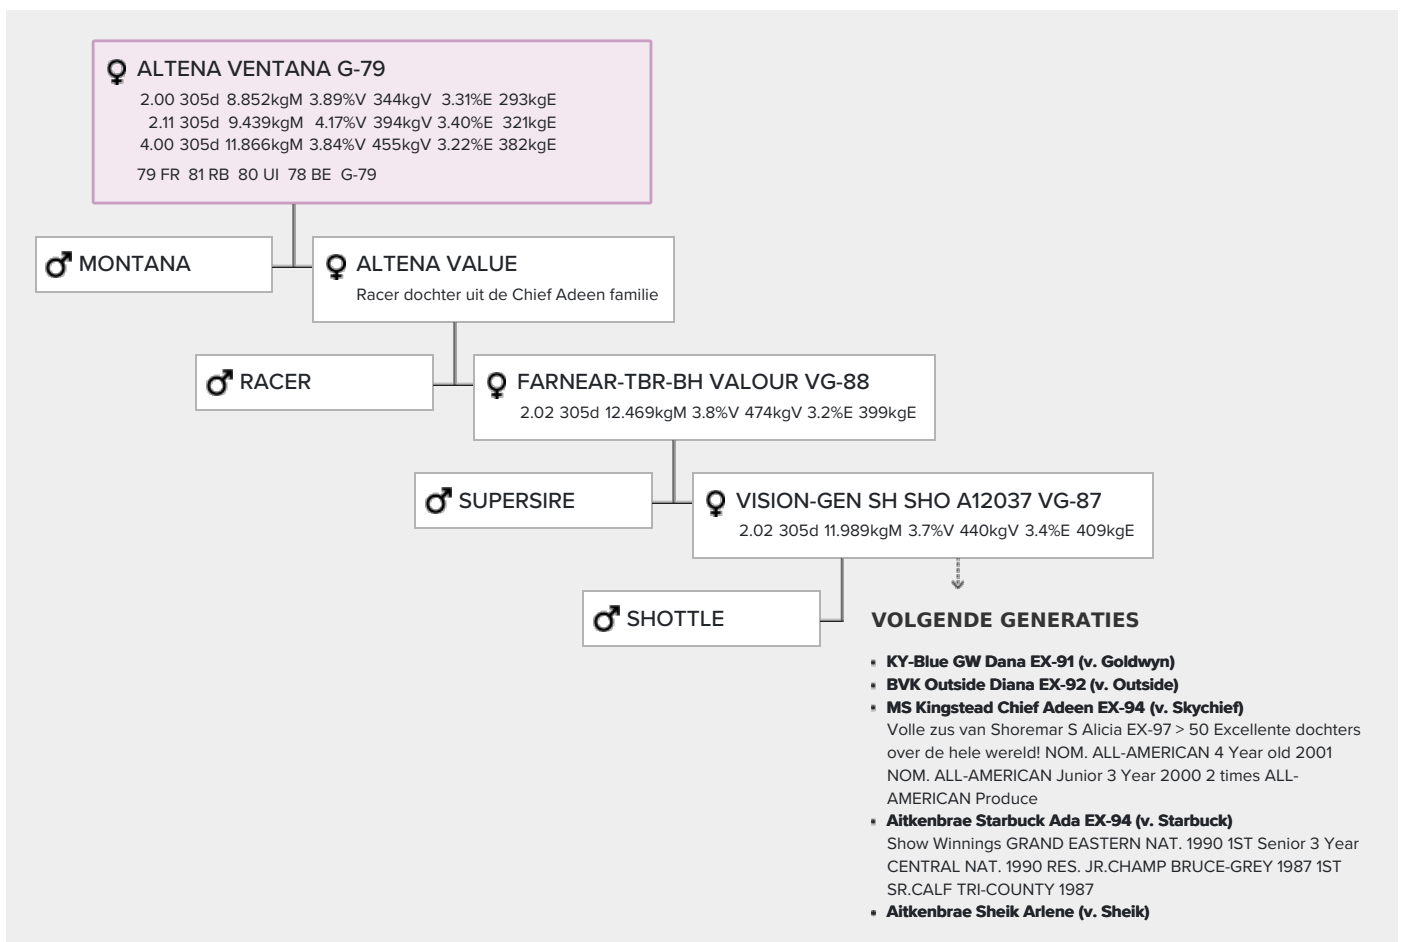 ALTENA VENTANA G-79
2.00 305d 8.852kgM 3.89%V 344kgV 3.31%E 293kgE
2.11 305d 9.439kgM 4.17%V 394kgV 3.40%E 321kgE
4.00 305d 11.866kgM 3.84%V 455kgV 3.22%E 382kgE
79 FR 81 RB 80 UI 78 BE G-79
MONTANA
ALTENA VALUE
Racer dochter uit de Chief Adeen familie
RACER
FARNEAR-TBR-BH VALOUR VG-88
2.02 305d 12.469kgM 3.8%V 474kgV 3.2%E 399kgE
SUPERSIRE
VISION-GEN SH SHO A12037 VG-87
2.02 305d 11.989kgM 3.7%V 440kgV 3.4%E 409kgE
SHOTTLE
VOLGENDE GENERATIES
KY-Blue GW Dana EX-91 (v. Goldwyn)
BVK Outside Diana EX-92 (v. Outside)
MS Kingstead Chief Adeen EX-94 (v. Skychief)
Volle zus van Shoremar S Alicia EX-97 > 50 Excellente dochters
over de hele wereld! NOM. ALL-AMERICAN 4 Year old 2001
NOM. ALL-AMERICAN Junior 3 Year 2000 2 times ALL-
AMERICAN Produce
Aitkenbrae Starbuck Ada EX-94 (v. Starbuck)
Show Winnings GRAND EASTERN NAT. 1990 1ST Senior 3 Year
CENTRAL NAT. 1990 RES. JR.CHAMP BRUCE-GREY 1987 1ST
SR.CALF TRI-COUNTY 1987
Aitkenbrae Sheik Arlene (v. Sheik)